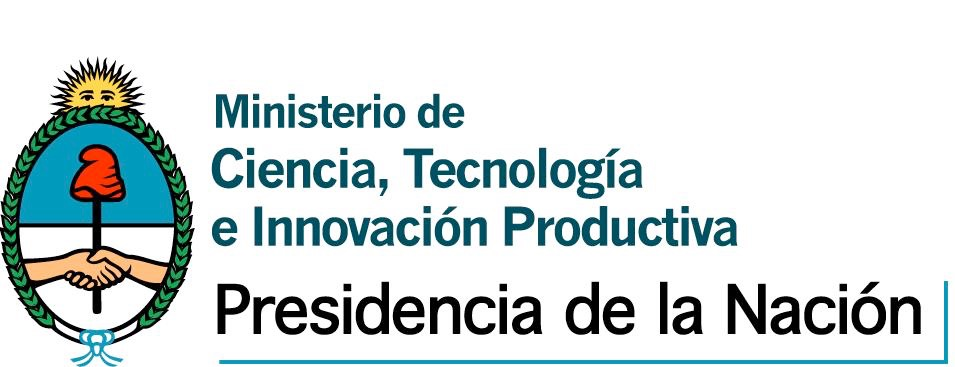 Ministerio de
Ciencia, Tecnología
e Innovación Productiva
Presidencia de la Nación